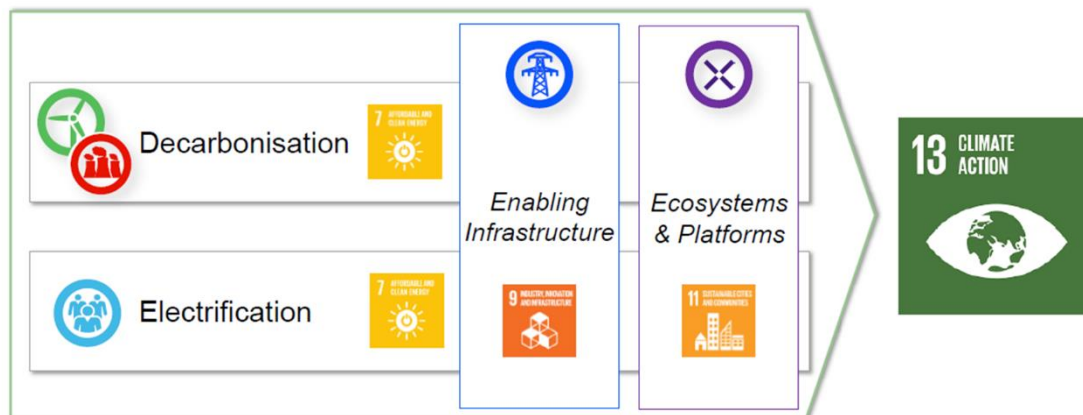 Decarbonisation
7 AFFORDABLE AND
CLEAN ENERGY
Electrification
7 AFFORDABLE AND
CLEAN ENERGY
Enabling
Infrastructure
9 INDUSTRY, INNOVATION
AND INFRASTRUCTURE
Ecosystems
& Platforms
11 SUSTAINABLE CITIES
AND COMMUNITIES
13 CLIMATE
ACTION